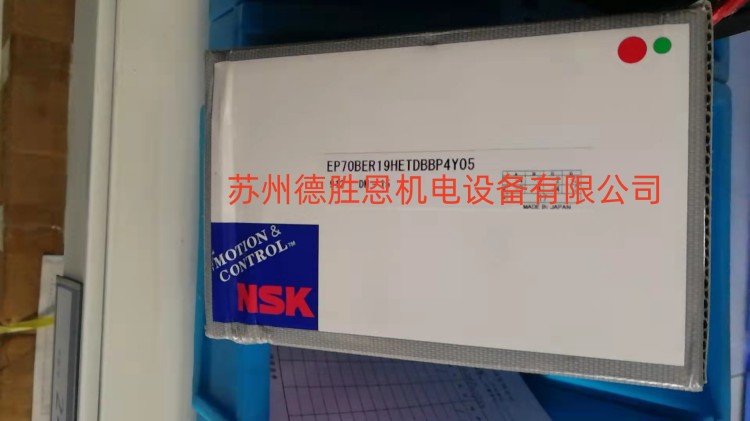 EP70BER19HETDBBP4Y05
苏州德胜恩机电设备有限公司
MADE IN JAPAN
MOTION &
CONTROL™
NSK